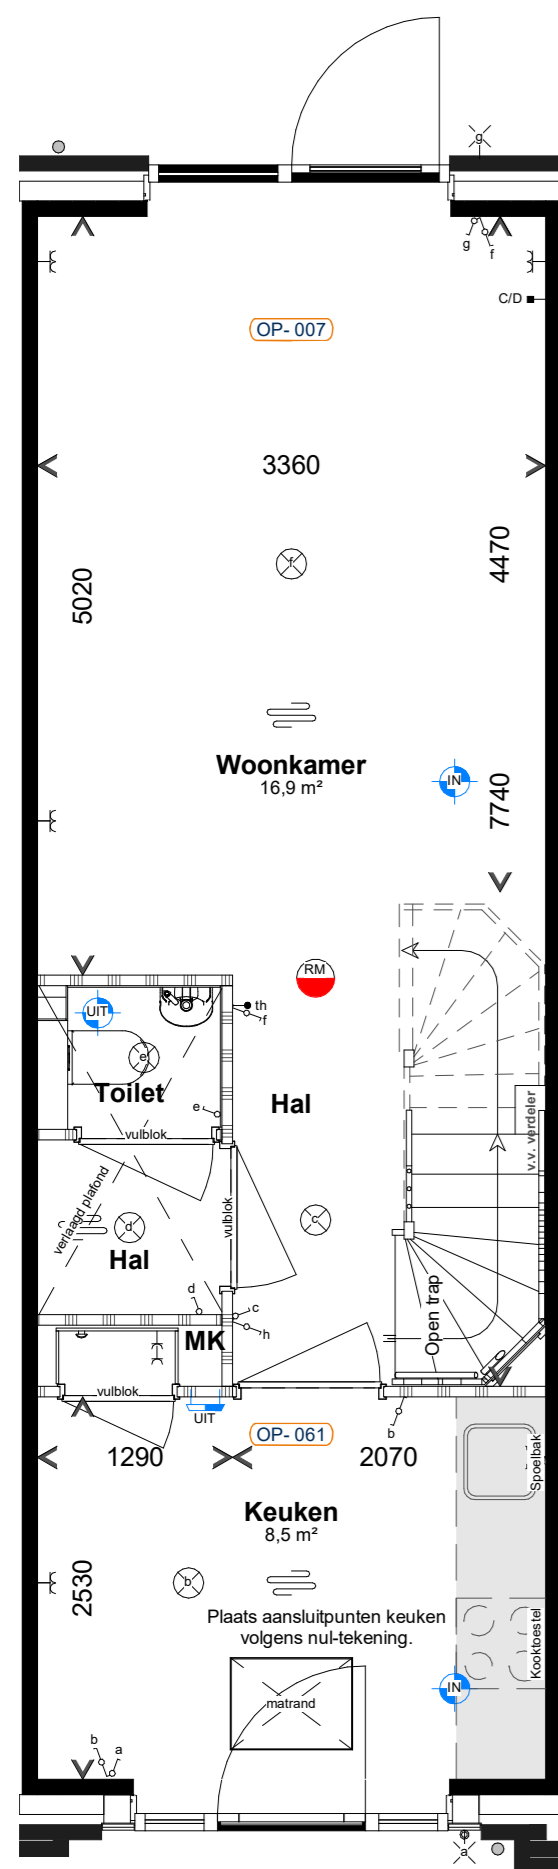 g
g
f
C/D
OP- 007
3360
4470
f
5020
Woonkamer
16,9 m²
IN
7740
RM
UIT
th
f
e
Toilet
Hal
e
vulblok
v.v. verdeler
verlaagd plafond
d
vulblok
c
Hal
d
c
MK
h
Open trap
vulblok
UIT
b
OP- 061
1290
2070
Spoelbak
Keuken
8,5 m²
2530
b
Plaats aansluitpunten keuken
volgens nul-tekening.
Kooktoestel
IN
matrand
b
a
a